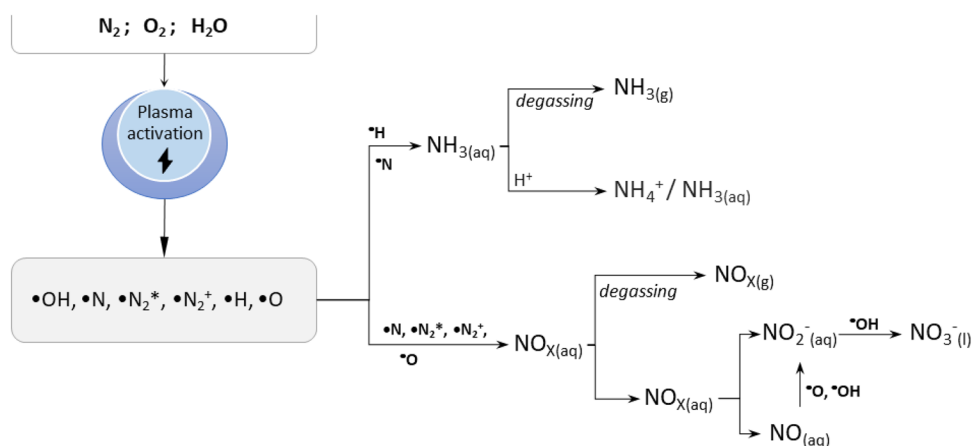 N₂ ; O₂ ; H₂O
Plasma
activation
•OH, •N, •N₂*, •N₂⁺, •H, •O
•H
•N
NH₃(aq)
degassing
NH₃(g)
H⁺
NH₄⁺ / NH₃(aq)
•N, •N₂*, •N₂⁺,
•O
NOX(aq)
degassing
NOX(g)
NOX(aq)
NO₂⁻(aq)
•OH
NO₃⁻(l)
•O, •OH
NO(aq)